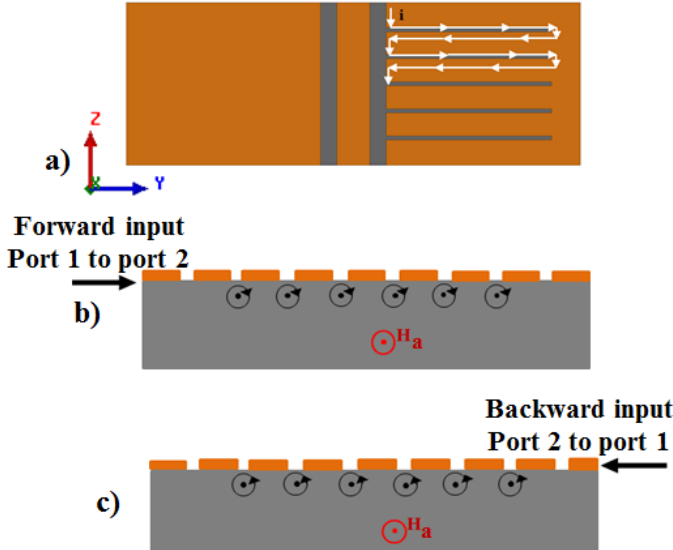 i
Z
a)
X
Y
Forward input
Port 1 to port 2
b)
Ha
Backward input
Port 2 to port 1
c)
Ha